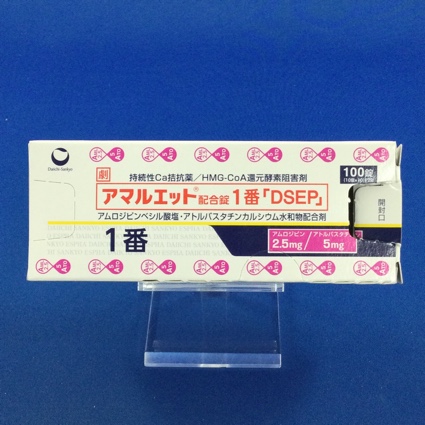 Daiichi-Sankyo
劇
持続性Ca拮抗薬/HMG-CoA還元酵素阻害剤
100錠
アマルエット®配合錠1番「DSEP」
アムロジピンベシル酸塩・アトルバスタチンカルシウム水和物配合剤
開封口
1番
アムロジピン/アトルバスタチ
2.5mg/5mg